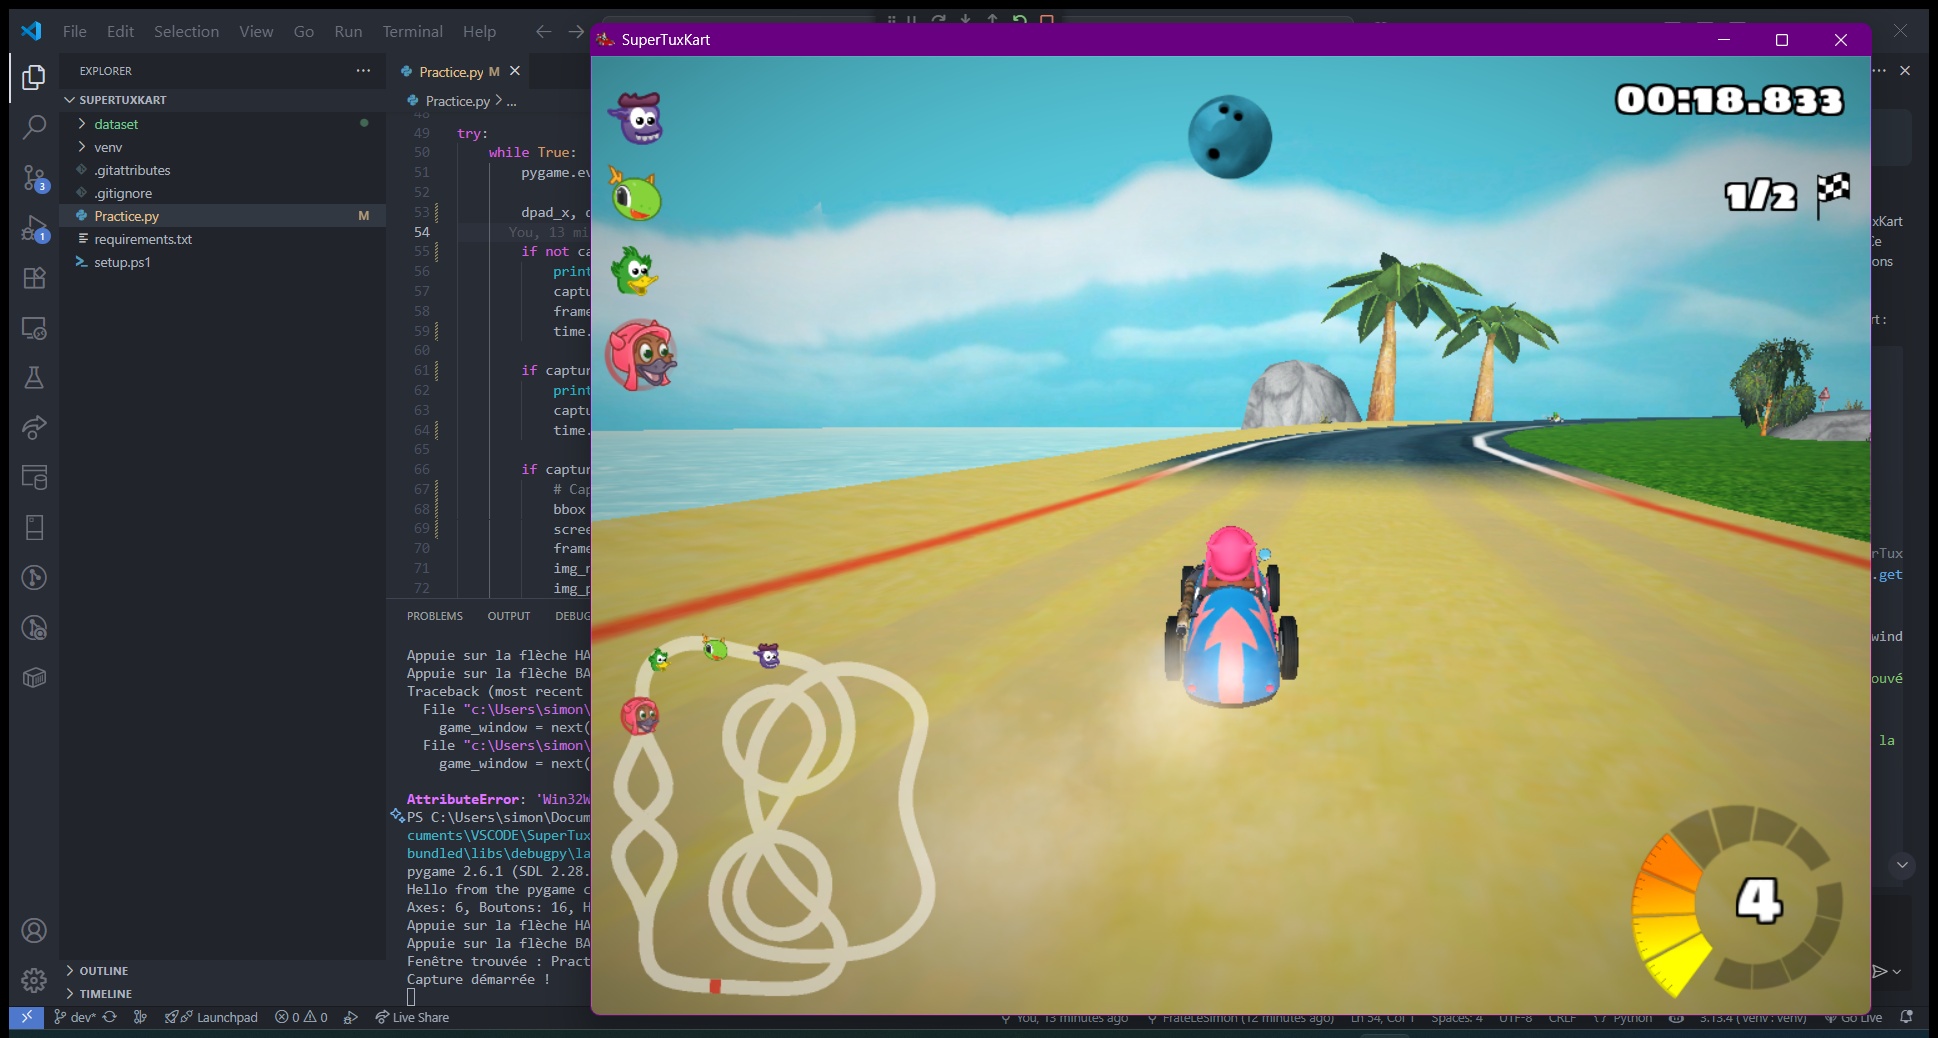 File Edit Selection View Go Run Terminal Help
SuperTuxKart
EXPLORER
SUPERTUXKART
dataset
venv
.gitattributes
.gitignore
Practice.py M
requirements.txt
setup.ps1
OUTLINE
TIMELINE
3
1
Practice.py M
Practice.py > ...
48
49 try:
50 while True:
51 pygame.ev
52
53 dpad_x, d
54 You, 13 mi
55 if not ca
56 print
57 captu
58 frame
59 time.
60
61 if captur
62 print
63 captu
64 time.
65
66 if captur
67 # Cap
68 bbox
69 scree
70 frame
71 img_n
72 img_p
PROBLEMS OUTPUT DEBUG
Appuie sur la flèche HA
Appuie sur la flèche BA
Traceback (most recent
File "c:\Users\simon\
game_window = next(
File "c:\Users\simon\
game_window = next(
AttributeError: 'Win32W
PS C:\Users\simon\Docum
cuments\VSCODE\SuperTux
bundled\libs\debugpy\la
pygame 2.6.1 (SDL 2.28.
Hello from the pygame c
Axes: 6, Boutons: 16, H
Appuie sur la flèche HA
Appuie sur la flèche BA
Fenêtre trouvée : Pract
Capture démarrée !
00:18.833
1/2
4
xKart
ons
rt:
rTux
.get
wind
ouvé
la
dev* Launchpad 0 0 Live Share You, 13 minutes ago FrateLeSimon (12 minutes ago) Ln 54, Col 1 Spaces: 4 UTF-8 CRLF Python 3.13.4 (venv: venv) Go Live